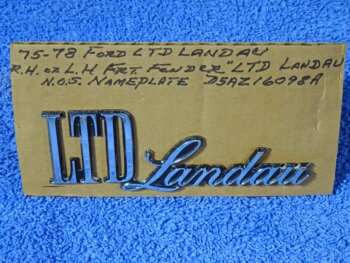 75-78 FORD LTD LANDAU
R.H. OR L.H FRT. FENDER "LTD LANDAU
N.O.S. NAMEPLATE D5AZ16098A
LTD Landau